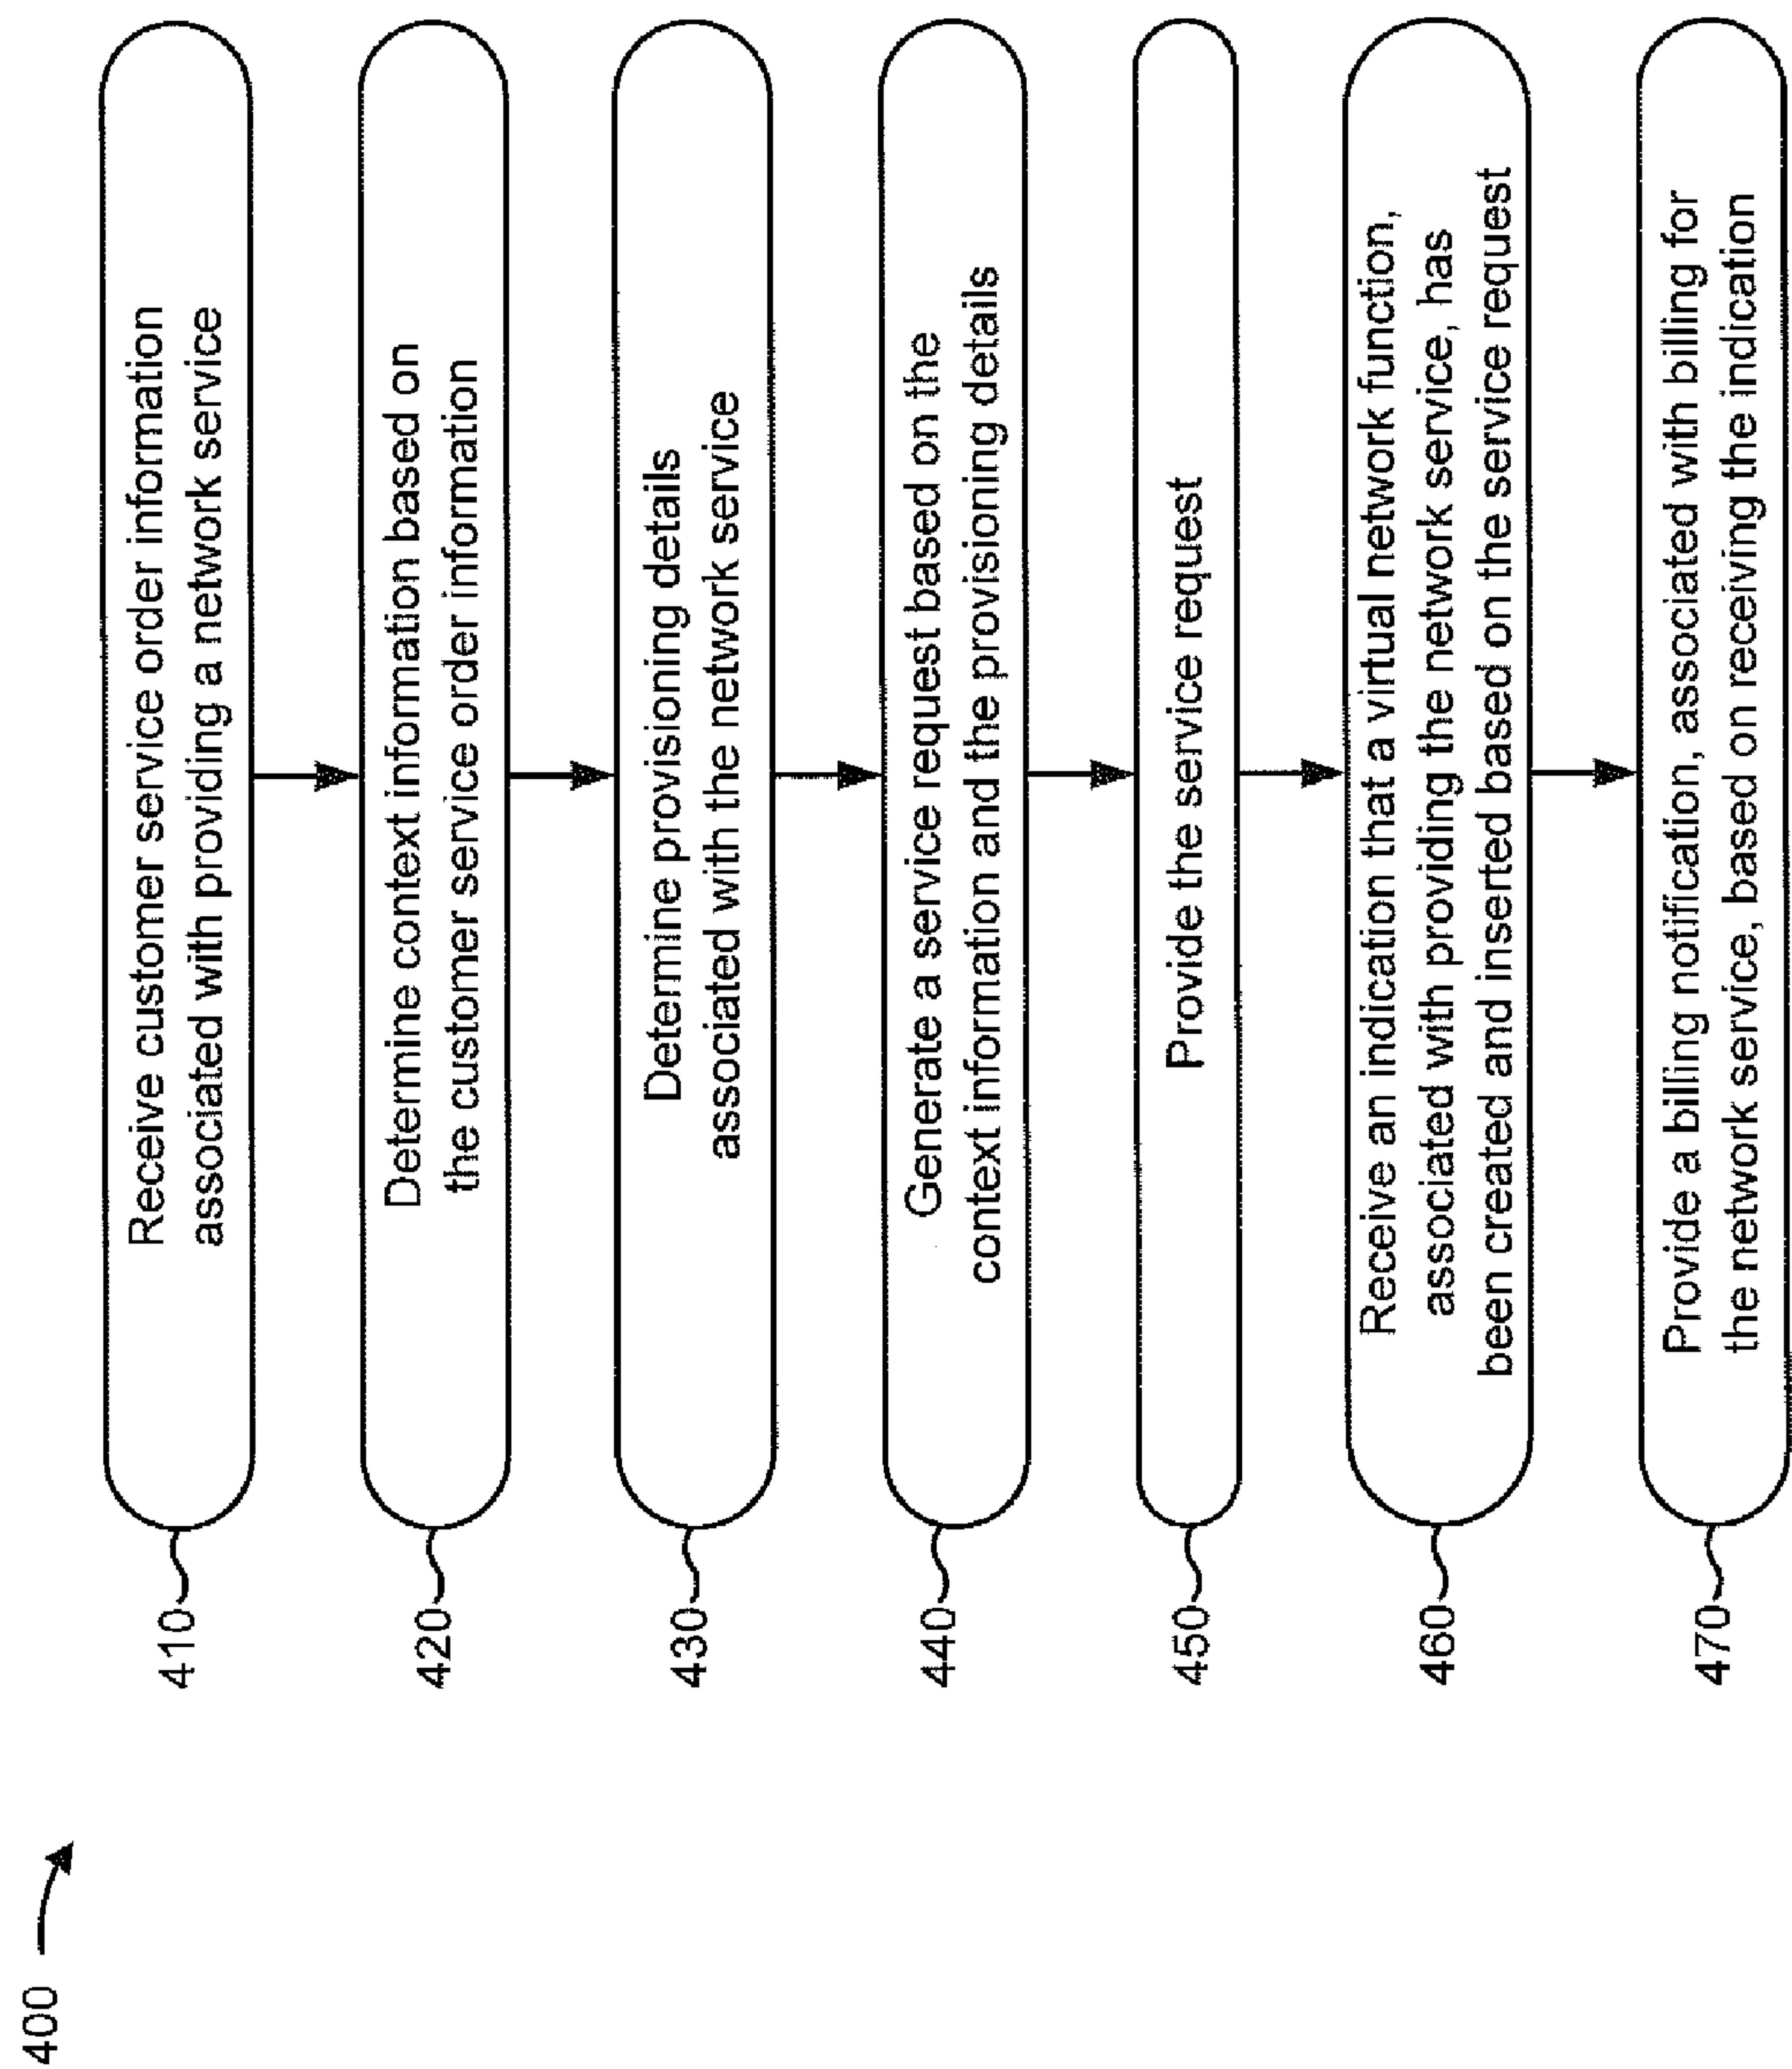 400
410
Receive customer service order information
associated with providing a network service
420
Determine context information based on
the customer service order information
430
Determine provisioning details
associated with the network service
440
Generate a service request based on the
context information and the provisioning details
450
Provide the service request
460
Receive an indication that a virtual network function,
associated with providing the network service, has
been created and inserted based on the service request
470
Provide a billing notification, associated with billing for
the network service, based on receiving the indication